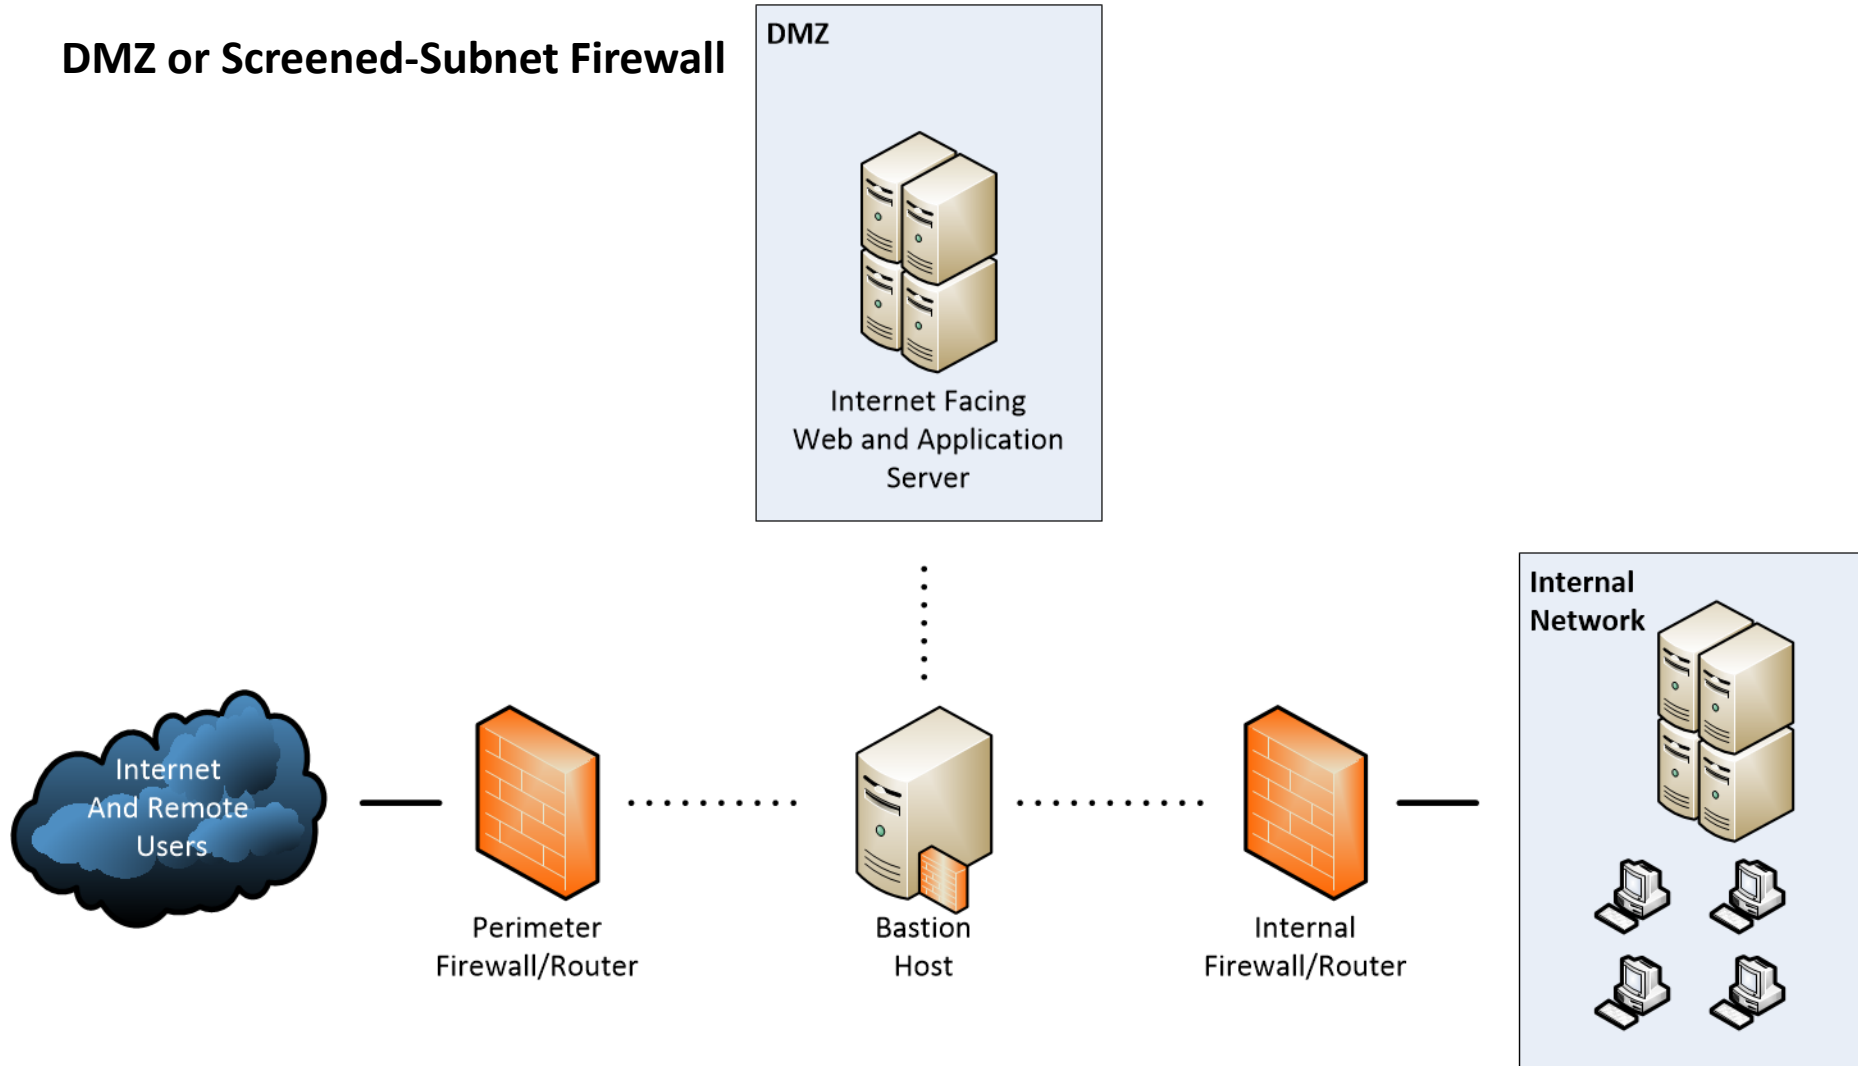 DMZ or Screened-Subnet Firewall
DMZ
Internet Facing
Web and Application
Server
Internal
Network
Internet
And Remote
Users
Perimeter
Firewall/Router
Bastion
Host
Internal
Firewall/Router